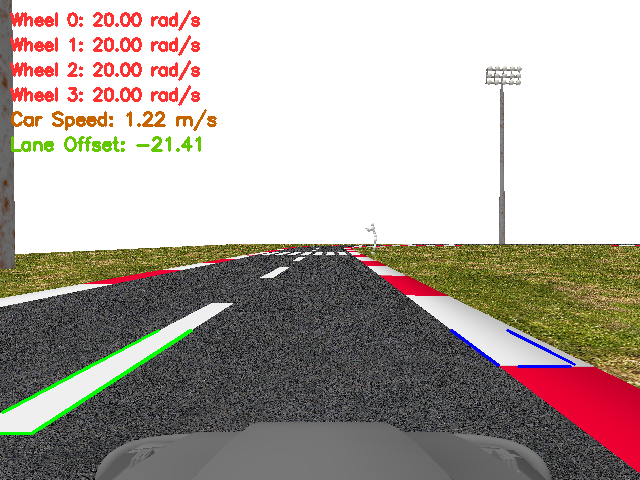 Wheel 0: 20.00 rad/s
Wheel 1: 20.00 rad/s
Wheel 2: 20.00 rad/s
Wheel 3: 20.00 rad/s
Car Speed: 1.22 m/s
Lane Offset: -21.41